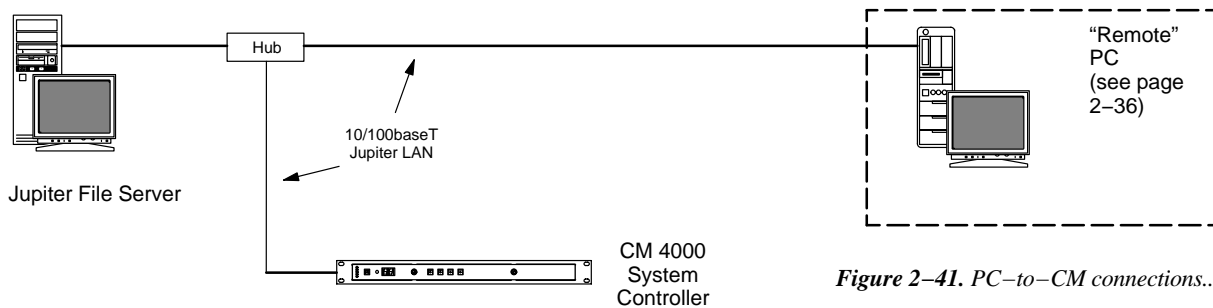 Hub
“Remote”
PC
(see page
2−36)
10/100baseT
Jupiter LAN
Jupiter File Server
CM 4000
System
Controller
Figure 2−41. PC−to−CM connections..